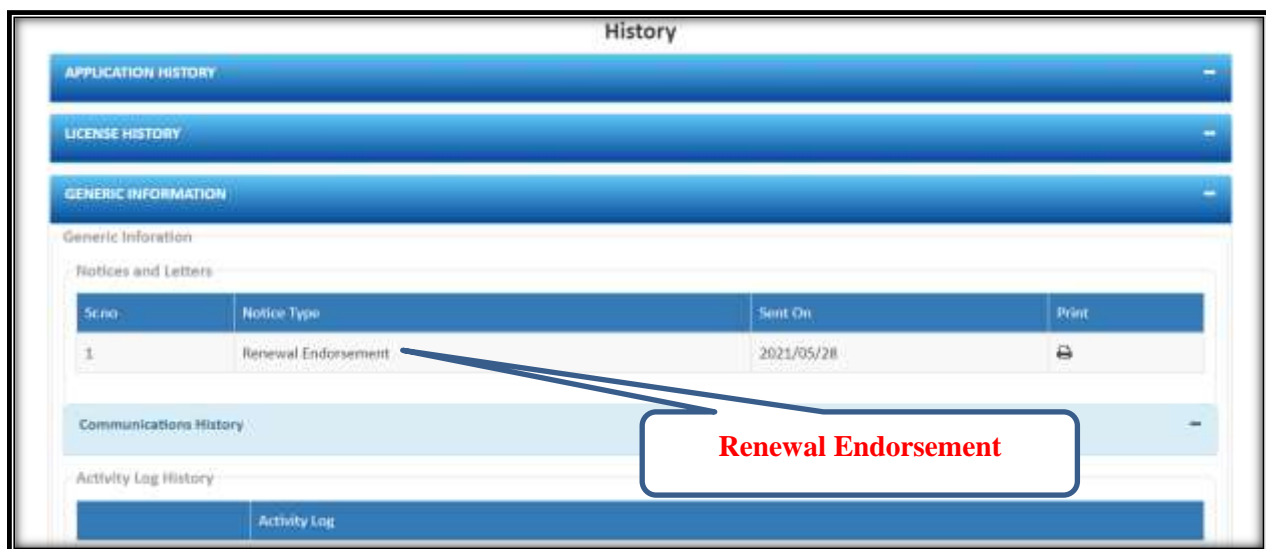 History
APPLICATION HISTORY
LICENSE HISTORY
GENERIC INFORMATION
Generic Inforation
Notices and Letters
Sr.no Notice Type Sent On Print
1 Renewal Endorsement 2021/05/28
Communications History
Renewal Endorsement
Activity Log History
Activity Log